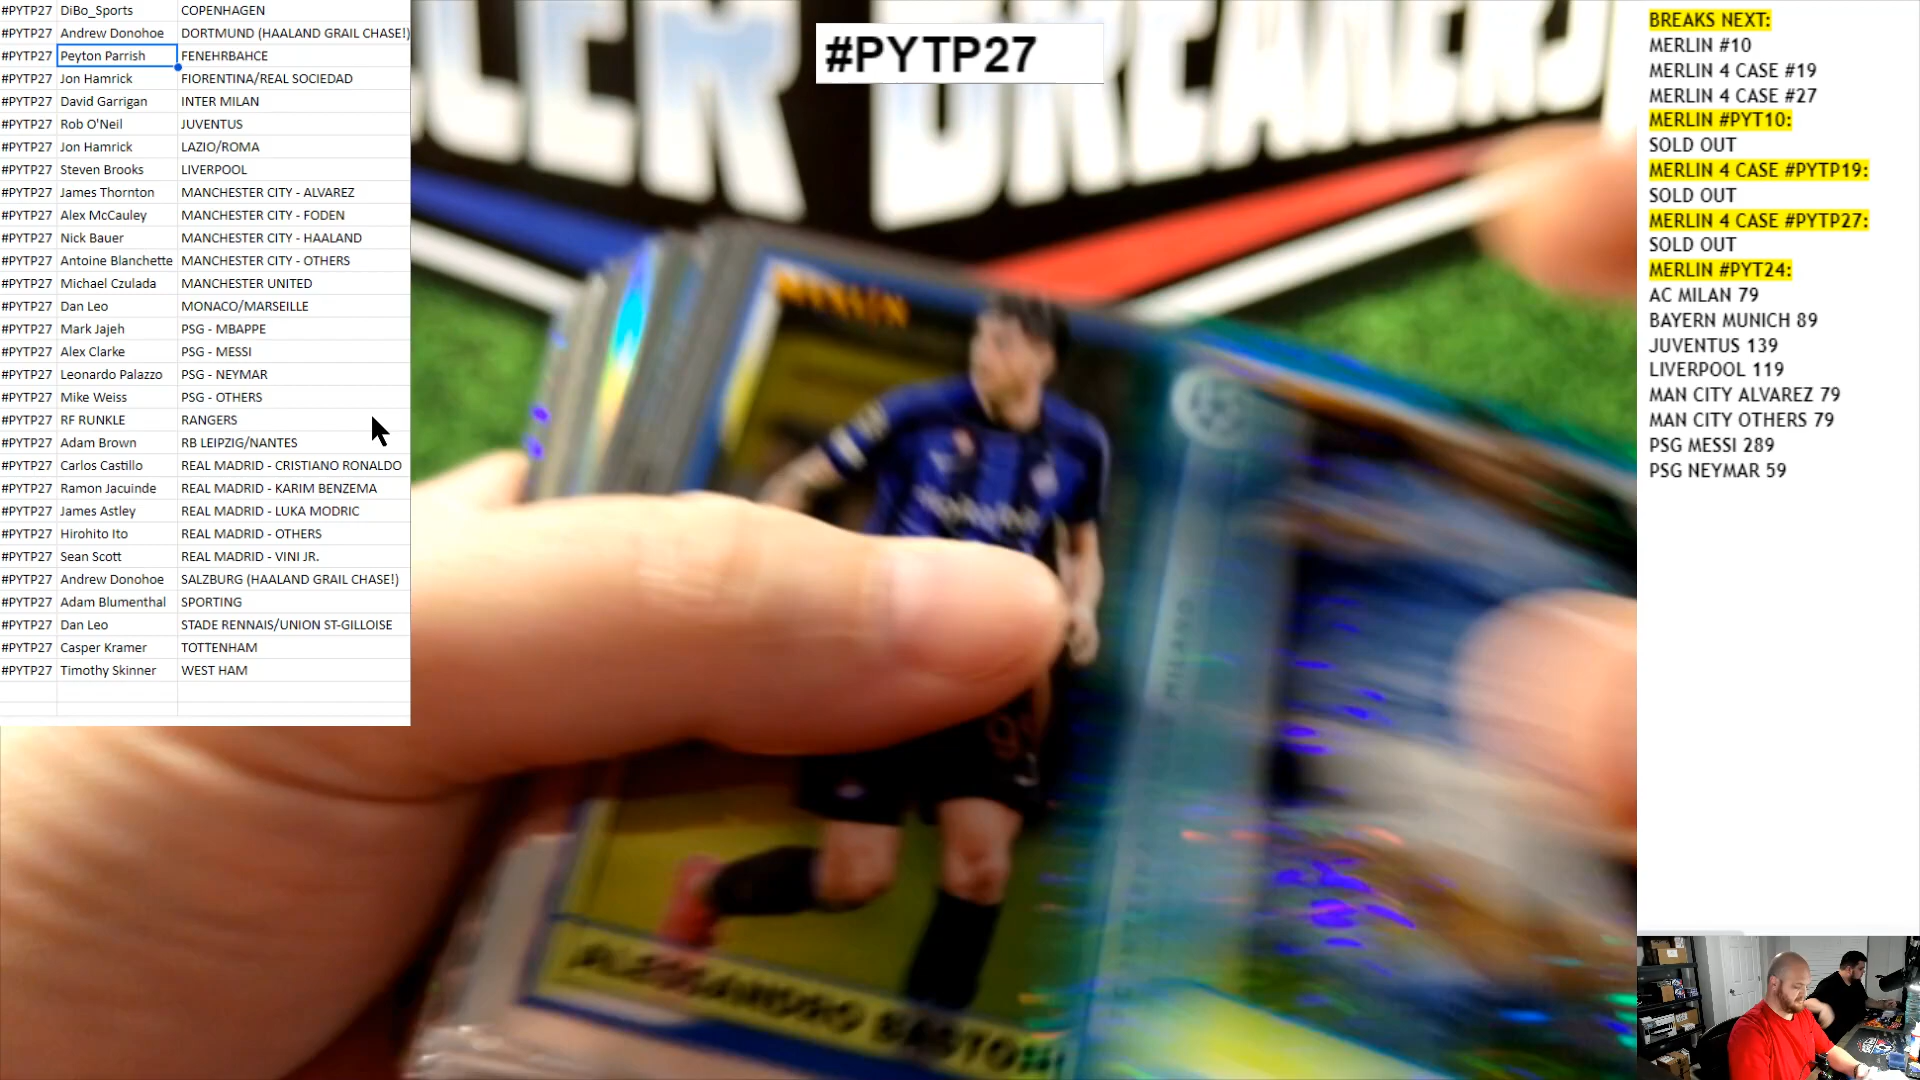 #PYTP27 DiBo_Sports COPENHAGEN
#PYTP27 Andrew Donohoe DORTMUND (HAALAND GRAIL CHASE!)
#PYTP27 Peyton Parrish FENEHRBAHCE
#PYTP27 Jon Hamrick FIORENTINA/REAL SOCIEDAD
#PYTP27 David Garrigan INTER MILAN
#PYTP27 Rob O'Neil JUVENTUS
#PYTP27 Jon Hamrick LAZIO/ROMA
#PYTP27 Steven Brooks LIVERPOOL
#PYTP27 James Thornton MANCHESTER CITY - ALVAREZ
#PYTP27 Alex McCauley MANCHESTER CITY - FODEN
#PYTP27 Nick Bauer MANCHESTER CITY - HAALAND
#PYTP27 Antoine Blanchette MANCHESTER CITY - OTHERS
#PYTP27 Michael Czulada MANCHESTER UNITED
#PYTP27 Dan Leo MONACO/MARSEILLE
#PYTP27 Mark Jajeh PSG - MBAPPE
#PYTP27 Alex Clarke PSG - MESSI
#PYTP27 Leonardo Palazzo PSG - NEYMAR
#PYTP27 Mike Weiss PSG - OTHERS
#PYTP27 RF RUNKLE RANGERS
#PYTP27 Adam Brown RB LEIPZIG/NANTES
#PYTP27 Carlos Castillo REAL MADRID - CRISTIANO RONALDO
#PYTP27 Ramon Jacuinde REAL MADRID - KARIM BENZEMA
#PYTP27 James Astley REAL MADRID - LUKA MODRIC
#PYTP27 Hirohito Ito REAL MADRID - OTHERS
#PYTP27 Sean Scott REAL MADRID - VINI JR.
#PYTP27 Andrew Donohoe SALZBURG (HAALAND GRAIL CHASE!)
#PYTP27 Adam Blumenthal SPORTING
#PYTP27 Dan Leo STADE RENNAIS/UNION ST-GILLOISE
#PYTP27 Casper Kramer TOTTENHAM
#PYTP27 Timothy Skinner WEST HAM
#PYTP27
MERLIN
ALESSANDRO BASTONI
MILANO
BREAKS NEXT:
MERLIN #10
MERLIN 4 CASE #19
MERLIN 4 CASE #27
MERLIN #PYT10:
SOLD OUT
MERLIN 4 CASE #PYTP19:
SOLD OUT
MERLIN 4 CASE #PYTP27:
SOLD OUT
MERLIN #PYT24:
AC MILAN 79
BAYERN MUNICH 89
JUVENTUS 139
LIVERPOOL 119
MAN CITY ALVAREZ 79
MAN CITY OTHERS 79
PSG MESSI 289
PSG NEYMAR 59